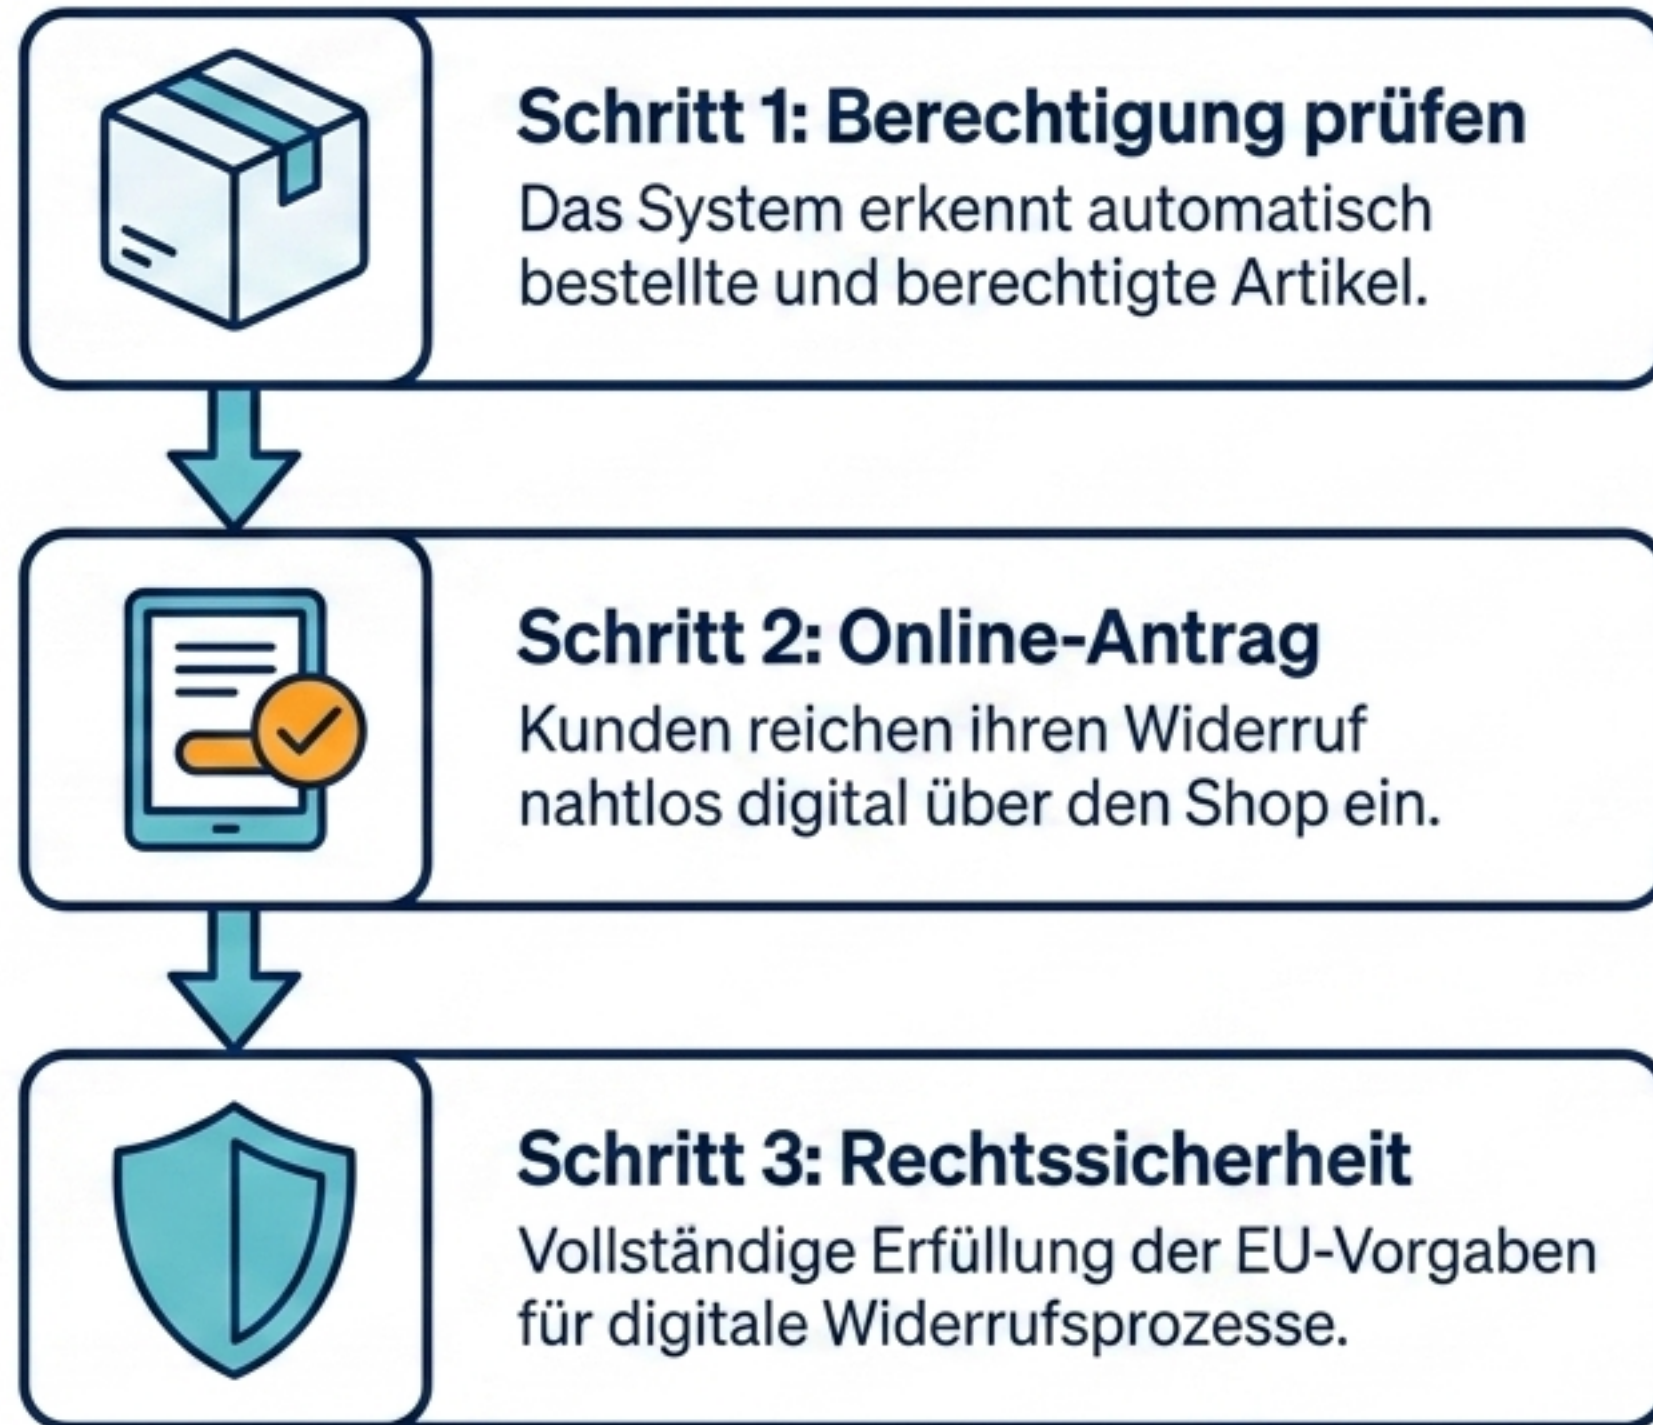 Schritt 1: Berechtigung prüfen
Das System erkennt automatisch
bestellte und berechtigte Artikel.
Schritt 2: Online-Antrag
Kunden reichen ihren Widerruf
nahtlos digital über den Shop ein.
Schritt 3: Rechtssicherheit
Vollständige Erfüllung der EU-Vorgaben
für digitale Widerrufsprozesse.